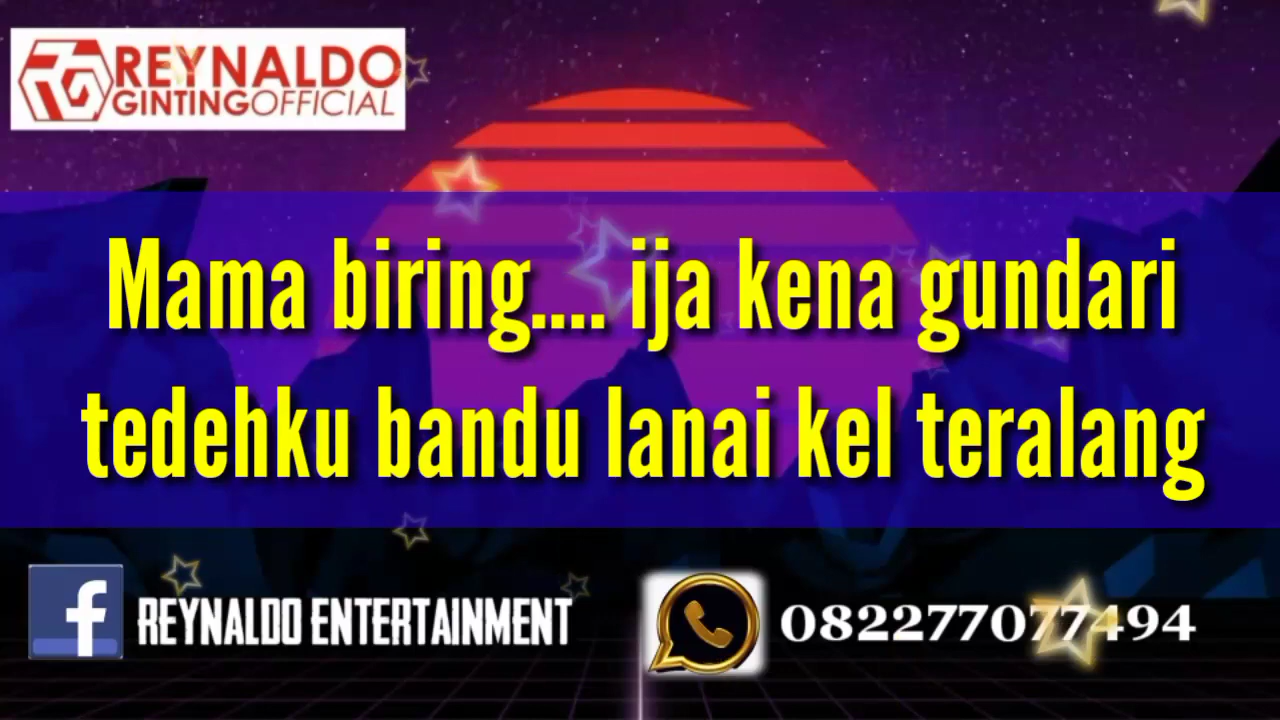 REYNALDO
GINTINGOFFICIAL
Mama biring.... ija kena gundari
tedehku bandu lanai kel teralang
REYNALDO ENTERTAINMENT
082277077494